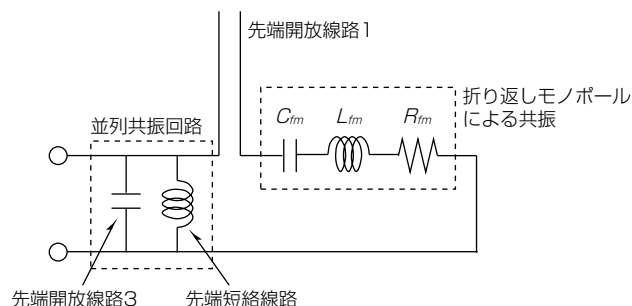 先端開放線路1
折り返しモノポール
による共振
Cfm Lfm Rfm
並列共振回路
先端開放線路3 先端短絡線路